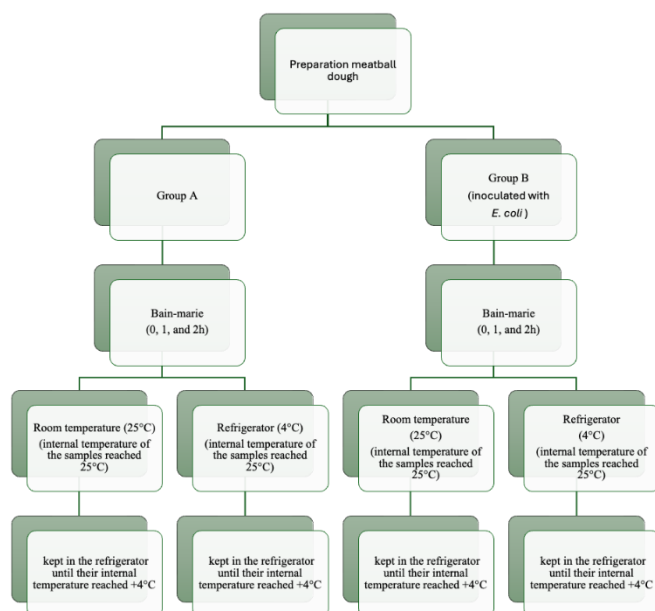 Preparation meatball
dough
Group A
Group B
(inoculated with
E. coli )
Bain-marie
(0, 1, and 2h)
Bain-marie
(0, 1, and 2h)
Room temperature (25°C)
(internal temperature of
the samples reached
25°C)
Refrigerator (4°C)
(internal temperature of
the samples reached
25°C)
Room temperature
(25°C)
(internal temperature of
the samples reached
25°C)
Refrigerator
(4°C)
(internal temperature of
the samples reached
25°C)
kept in the refrigerator
until their internal
temperature reached +4°C
kept in the refrigerator
until their internal
temperature reached +4°C
kept in the refrigerator
until their internal
temperature reached +4°C
kept in the refrigerator
until their internal
temperature reached +4°C